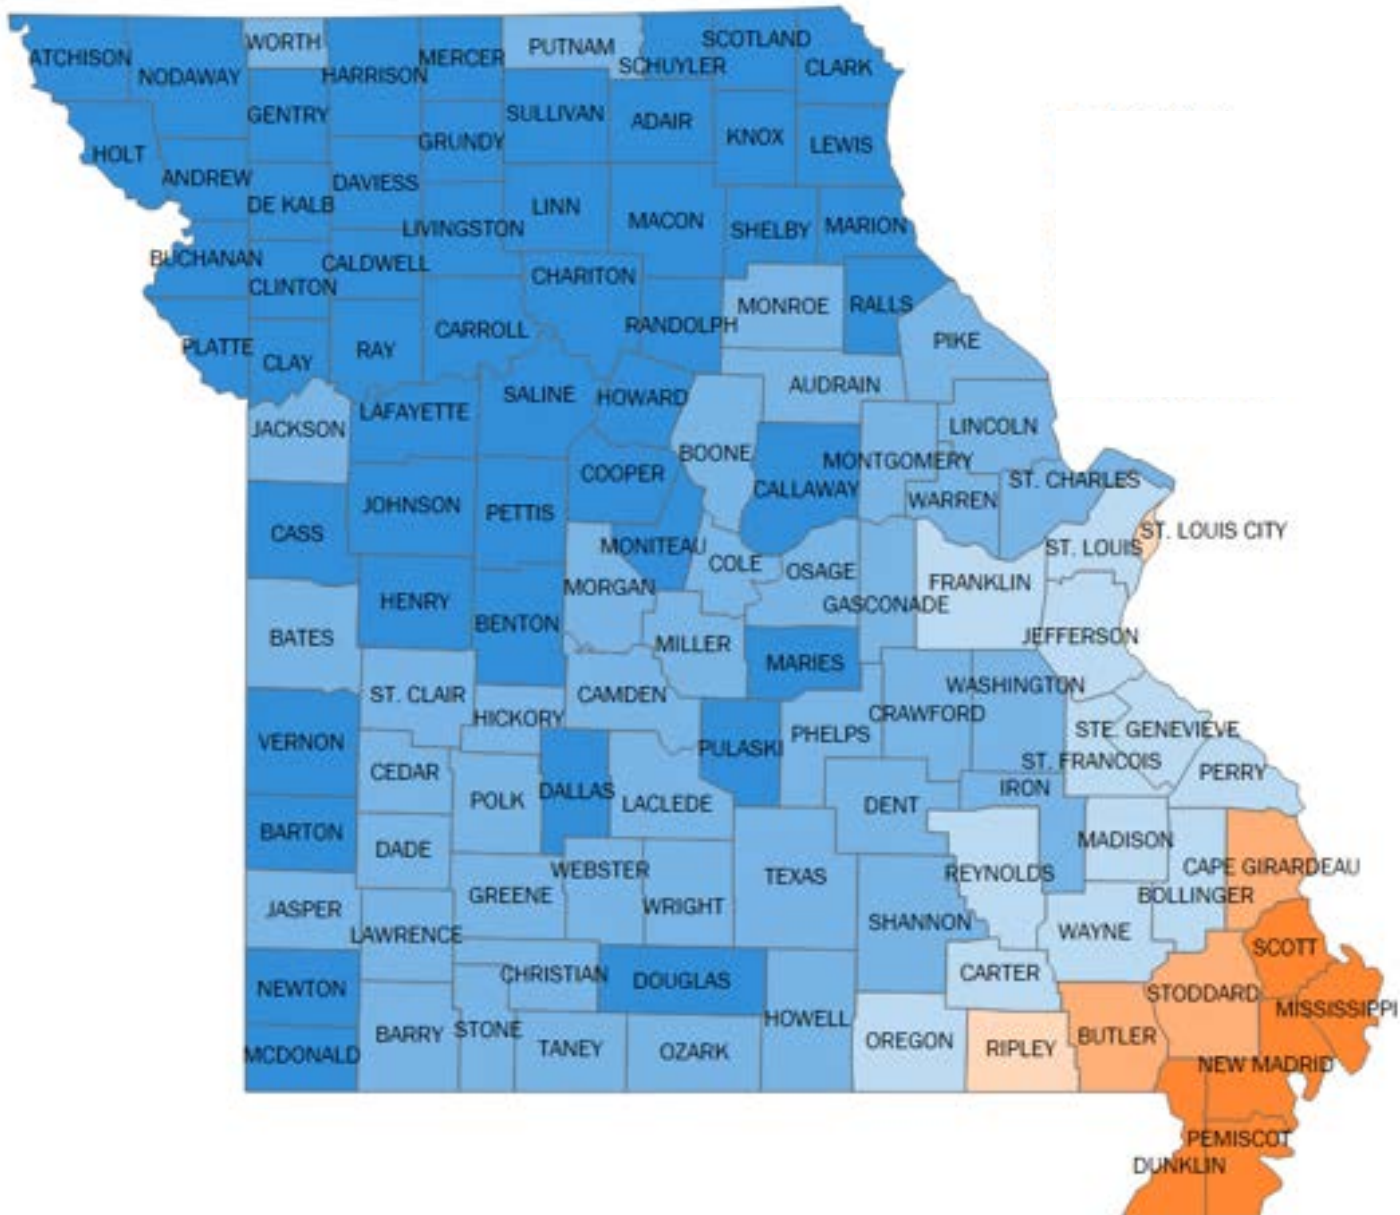 ATCHISON
NODAWAY
WORTH
HARRISON
MERCER
PUTNAM
SCHUYLER
SCOTLAND
CLARK
GENTRY
SULLIVAN
ADAIR
KNOX
LEWIS
GRUNDY
HOLT
ANDREW
DE KALB
DAVIESS
LIVINGSTON
LINN
MACON
SHELBY
MARION
BUCHANAN
CLINTON
CALDWELL
CHARITON
MONROE
RALLS
PIKE
PLATTE
CLAY
RAY
CARROLL
RANDOLPH
AUDRAIN
JACKSON
LAFAYETTE
SALINE
HOWARD
BOONE
LINCOLN
MONTGOMERY
CALLAWAY
COOPER
WARREN
ST. CHARLES
CASS
JOHNSON
PETTIS
MONITEAU
COLE
OSAGE
ST. LOUIS
ST. LOUIS CITY
FRANKLIN
GASCONADE
JEFFERSON
BATES
HENRY
BENTON
MORGAN
MILLER
MARIES
ST. CLAIR
HICKORY
CAMDEN
WASHINGTON
CRAWFORD
PHELPS
PULASKI
STE. GENEVIEVE
ST. FRANCOIS
PERRY
VERNON
CEDAR
POLK
DALLAS
LACLEDE
DENT
IRON
BARTON
DADE
MADISON
CAPE GIRARDEAU
BOLLINGER
REYNOLDS
GREENE
WEBSTER
WRIGHT
TEXAS
SHANNON
WAYNE
JASPER
LAWRENCE
SCOTT
NEWTON
CHRISTIAN
DOUGLAS
CARTER
STODDARD
MISSISSIPPI
MCDONALD
BARRY
STONE
TANEY
OZARK
HOWELL
OREGON
RIPLEY
BUTLER
NEW MADRID
PEMISCOT
DUNKLIN